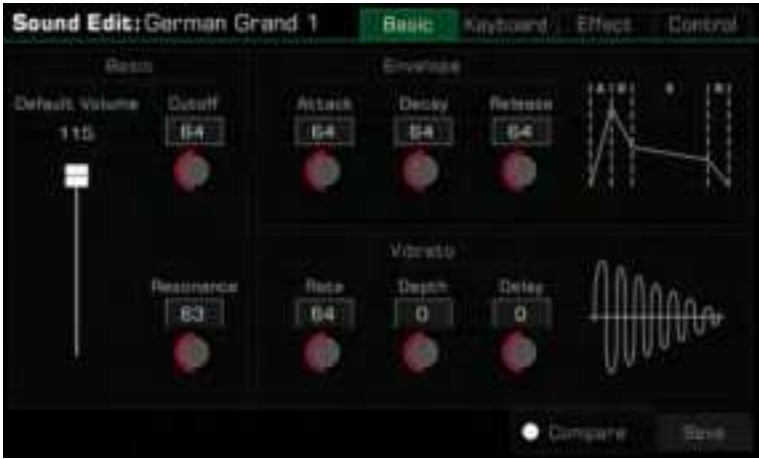 Sound Edit: German Grand 1
Basic Keyboard Effect Control
Basic
Default Volume
115
Cutoff
64
Resonance
63
Envelope
Attack Decay Release
64 64 64
A D S R
Vibrato
Rate Depth Delay
64 0 0
Compare Save